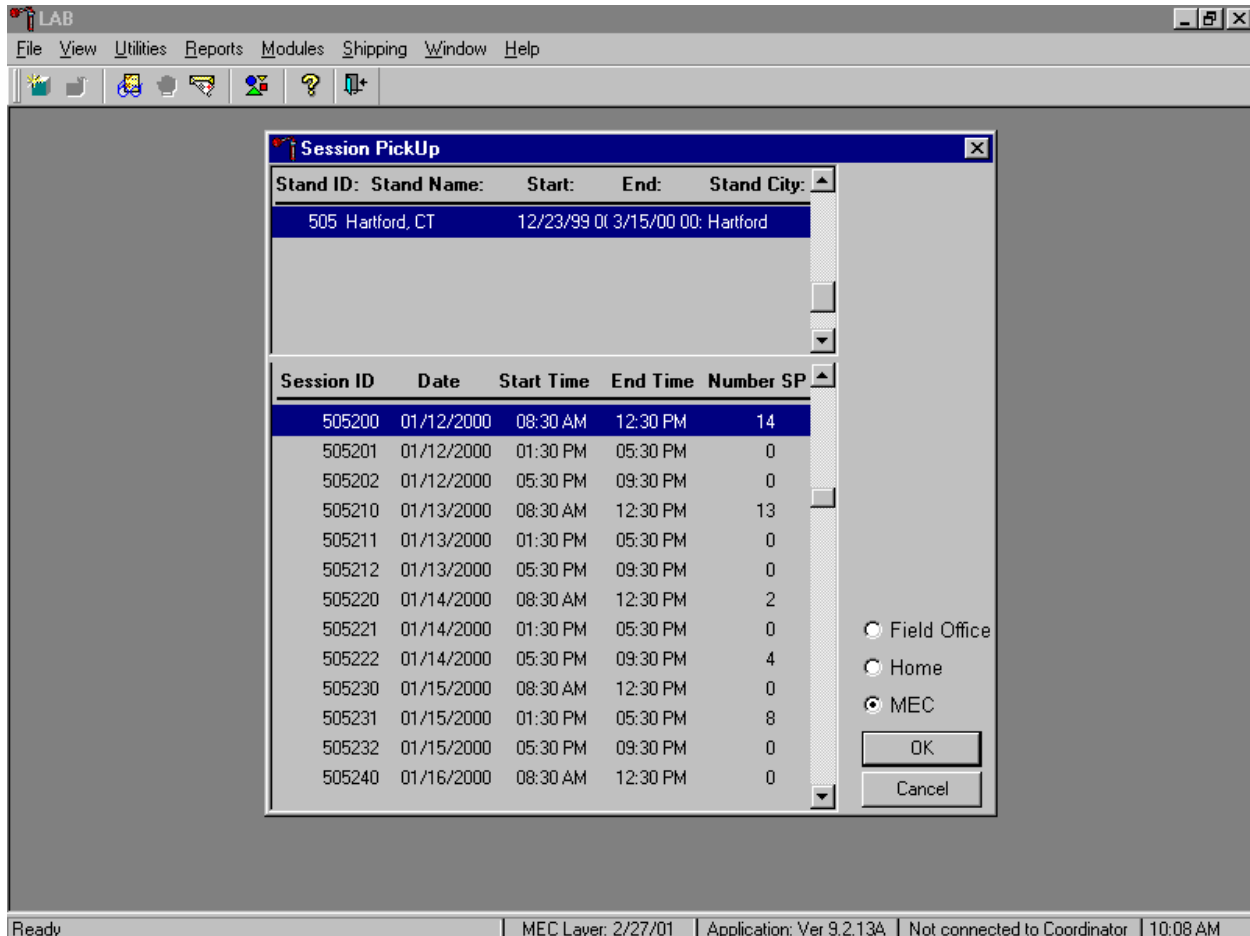 LAB
File View Utilities Reports Modules Shipping Window Help
Session PickUp
Stand ID: Stand Name: Start: End: Stand City:
505 Hartford, CT 12/23/99 0( 3/15/00 00: Hartford
Session ID Date Start Time End Time Number SP
505200 01/12/2000 08:30 AM 12:30 PM 14
505201 01/12/2000 01:30 PM 05:30 PM 0
505202 01/12/2000 05:30 PM 09:30 PM 0
505210 01/13/2000 08:30 AM 12:30 PM 13
505211 01/13/2000 01:30 PM 05:30 PM 0
505212 01/13/2000 05:30 PM 09:30 PM 0
505220 01/14/2000 08:30 AM 12:30 PM 2
505221 01/14/2000 01:30 PM 05:30 PM 0
505222 01/14/2000 05:30 PM 09:30 PM 4
505230 01/15/2000 08:30 AM 12:30 PM 0
505231 01/15/2000 01:30 PM 05:30 PM 8
505232 01/15/2000 05:30 PM 09:30 PM 0
505240 01/16/2000 08:30 AM 12:30 PM 0
Field Office
Home
MEC
OK
Cancel
Ready MEC Layer: 2/27/01 Application: Ver 9.2.13A Not connected to Coordinator 10:08 AM